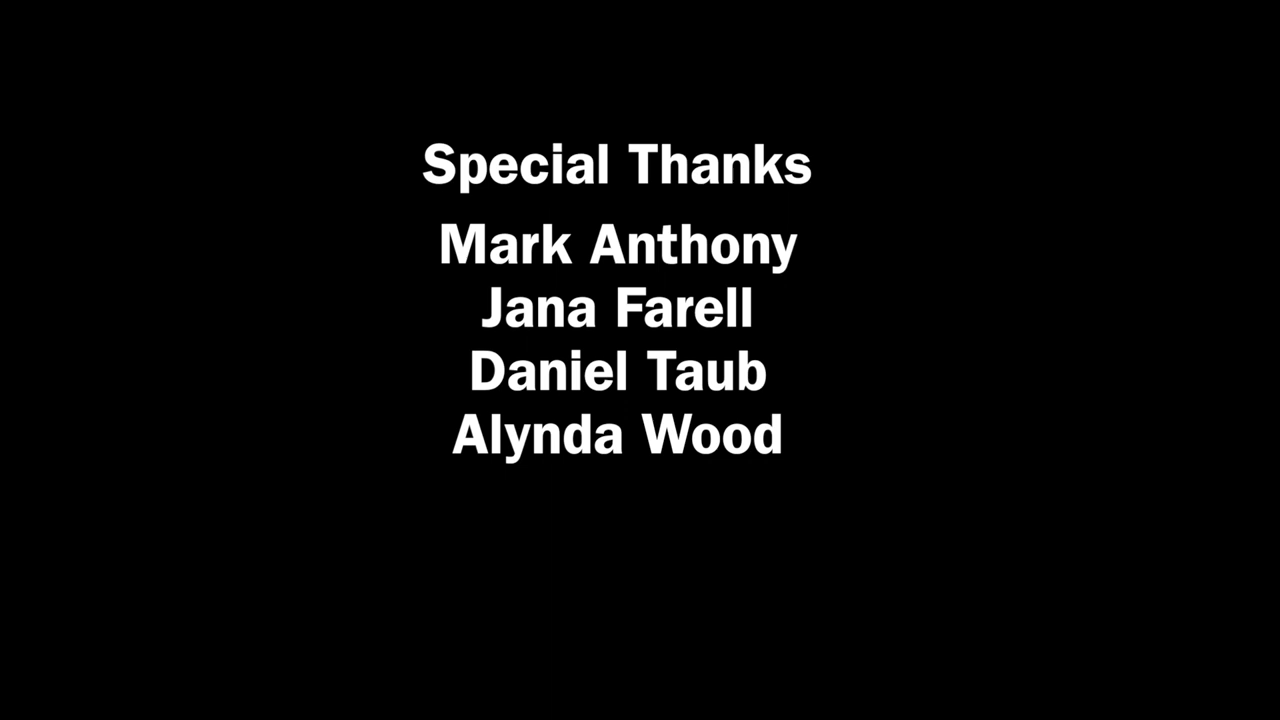 Special Thanks
Mark Anthony
Jana Farell
Daniel Taub
Alynda Wood